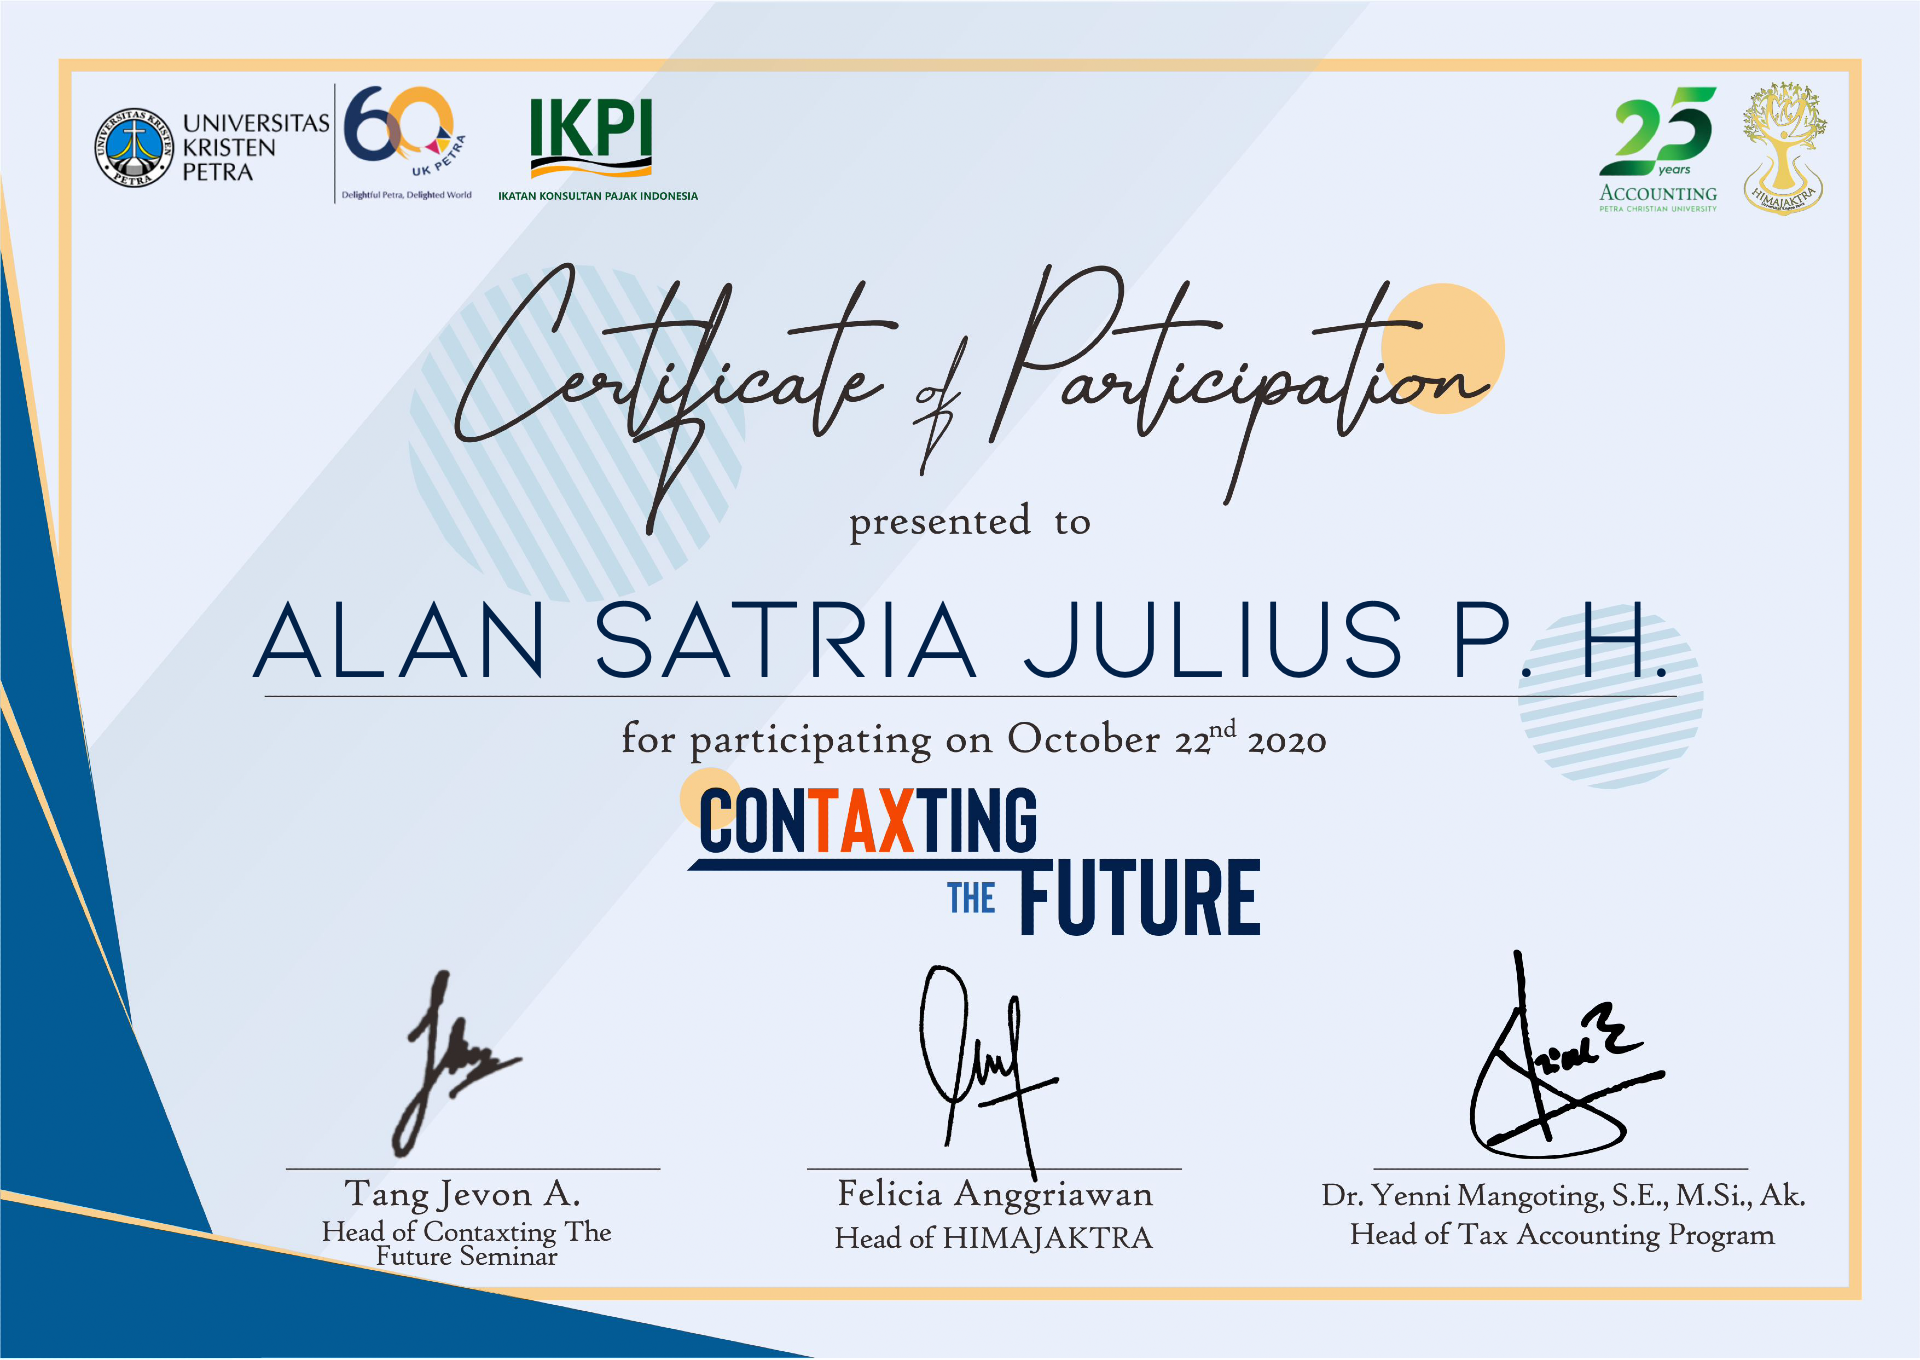 UNIVERSITAS
KRISTEN
PETRA
UNIVERSITAS KRISTEN
PETRA
60
UK PETRA
Delightful Petra, Delighted World
IKPI
IKATAN KONSULTAN PAJAK INDONESIA
25
years
ACCOUNTING
PETRA CHRISTIAN UNIVERSITY
HIMAJAKTRA
Certificate of Participation
presented to
ALAN SATRIA JULIUS P. H.
for participating on October 22nd 2020
CONTAXTING
THE FUTURE
Tang Jevon A.
Head of Contaxting The
Future Seminar
Felicia Anggriawan
Head of HIMAJAKTRA
Dr. Yenni Mangoting, S.E., M.Si., Ak.
Head of Tax Accounting Program